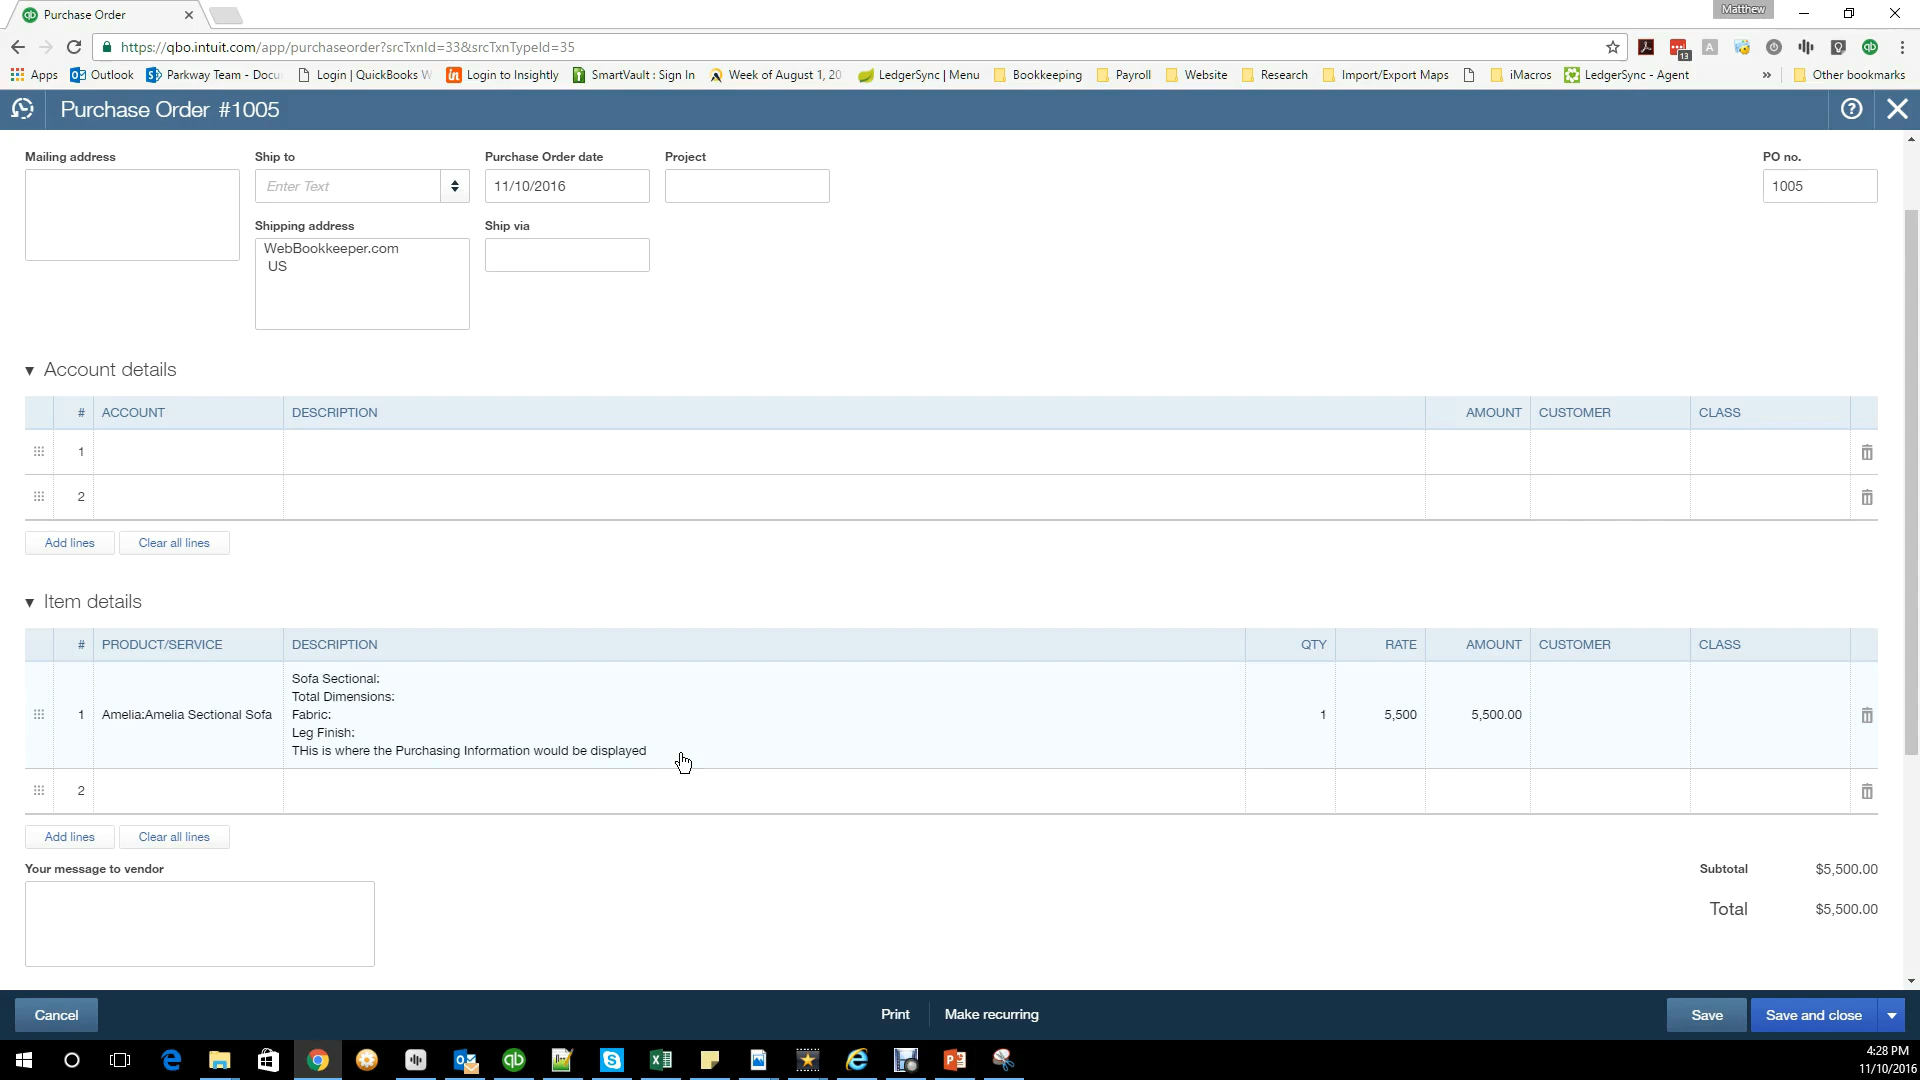 Purchase Order
Matthew
https://qbo.intuit.com/app/purchaseorder?srcTxnId=33&srcTxnTypeId=35
13
Apps Outlook Parkway Team - Docu Login | QuickBooks W Login to Insightly SmartVault : Sign In Week of August 1, 20 LedgerSync | Menu Bookkeeping Payroll Website Research Import/Export Maps iMacros LedgerSync - Agent » Other bookmarks
Purchase Order #1005
Mailing address Ship to Purchase Order date Project PO no.
Enter Text 11/10/2016 1005
Shipping address Ship via
WebBookkeeper.com
US
Account details
# ACCOUNT DESCRIPTION AMOUNT CUSTOMER CLASS
1
2
Add lines Clear all lines
Item details
# PRODUCT/SERVICE DESCRIPTION QTY RATE AMOUNT CUSTOMER CLASS
Sofa Sectional:
Total Dimensions:
1 Amelia:Amelia Sectional Sofa Fabric: 1 5,500 5,500.00
Leg Finish:
THis is where the Purchasing Information would be displayed
2
Add lines Clear all lines
Your message to vendor Subtotal $5,500.00
Total $5,500.00
Cancel Print Make recurring Save Save and close
4:28 PM
11/10/2016